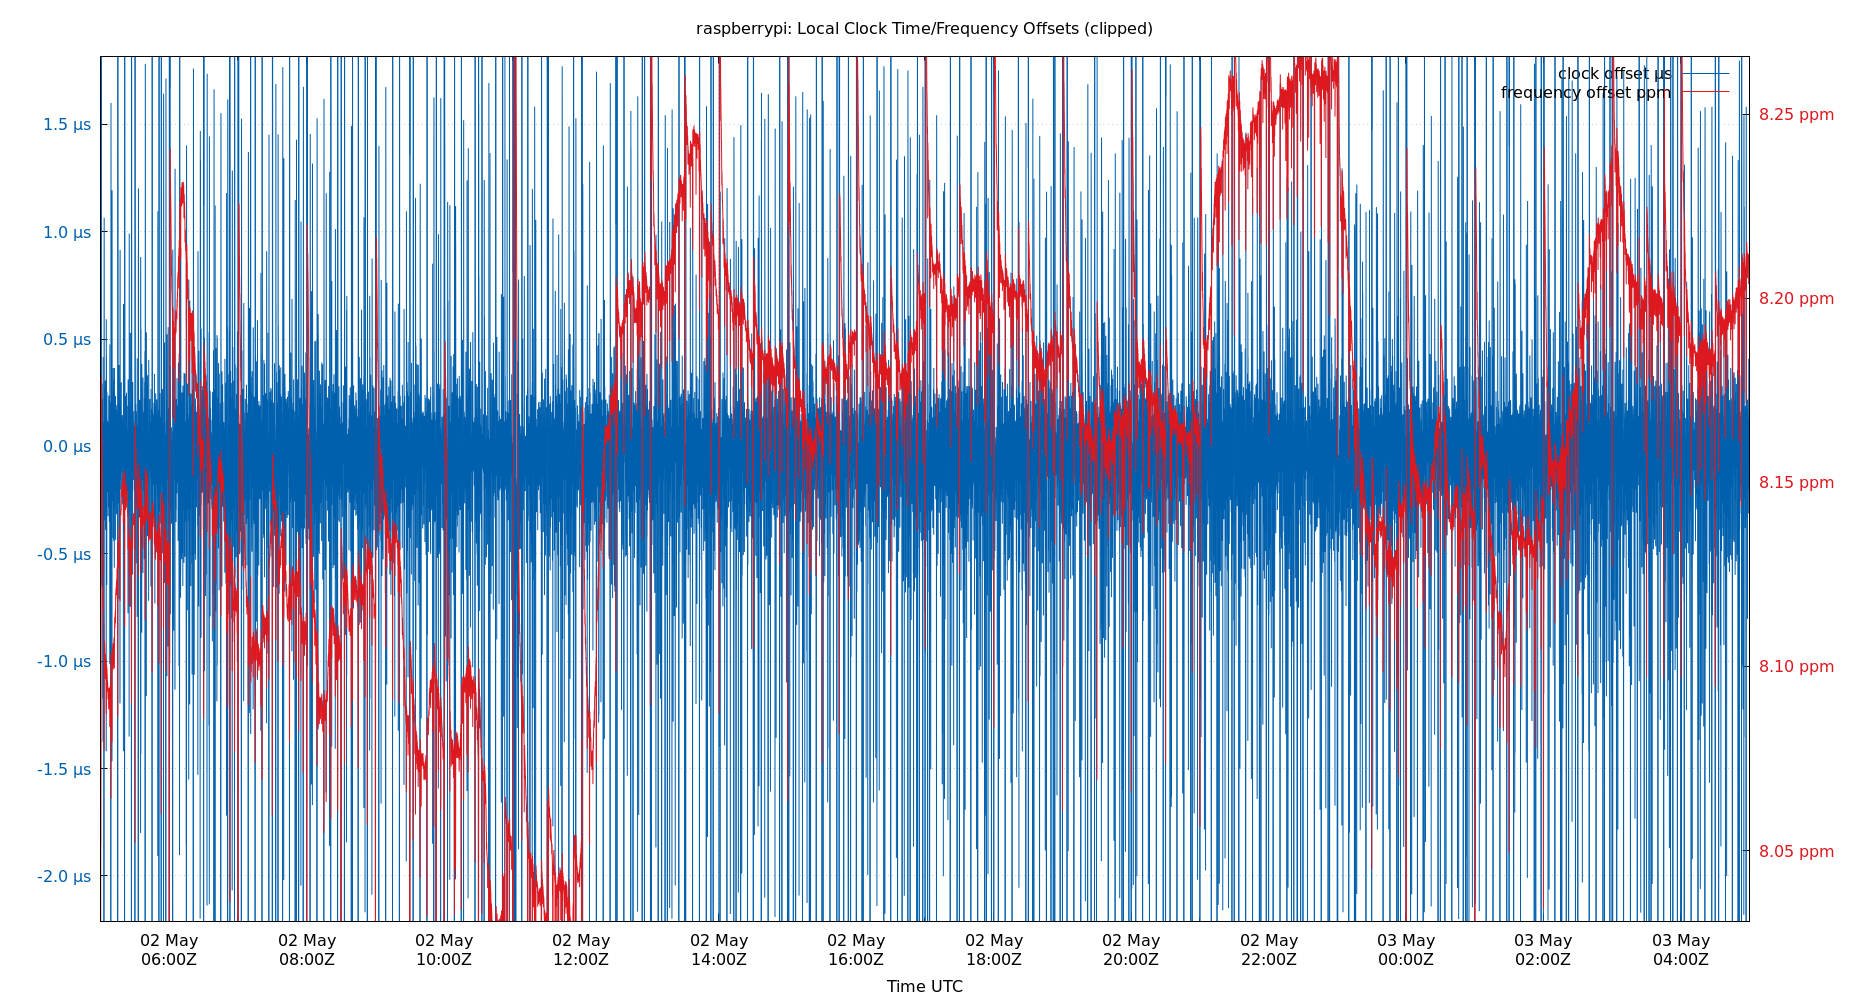 raspberrypi: Local Clock Time/Frequency Offsets (clipped)
clock offset µs
frequency offset ppm
1.5 µs
1.0 µs
0.5 µs
0.0 µs
-0.5 µs
-1.0 µs
-1.5 µs
-2.0 µs
8.25 ppm
8.20 ppm
8.15 ppm
8.10 ppm
8.05 ppm
02 May
06:00Z
02 May
08:00Z
02 May
10:00Z
02 May
12:00Z
02 May
14:00Z
02 May
16:00Z
02 May
18:00Z
02 May
20:00Z
02 May
22:00Z
03 May
00:00Z
03 May
02:00Z
03 May
04:00Z
Time UTC